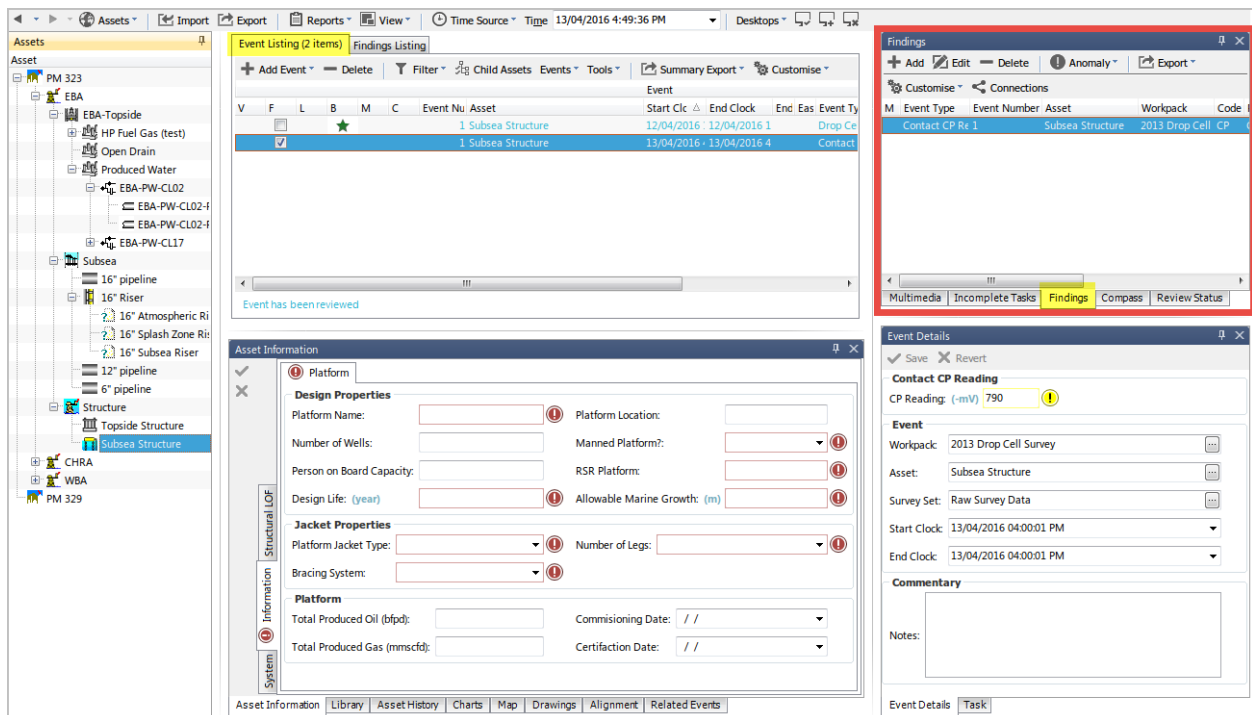 Assets Import Export Reports View Time Source Time 13/04/2016 4:49:36 PM Desktops
Assets
Asset
PM 323
EBA
EBA-Topside
HP Fuel Gas (test)
Open Drain
Produced Water
EBA-PW-CL02
EBA-PW-CL02-F
EBA-PW-CL02-F
EBA-PW-CL17
Subsea
16" pipeline
16" Riser
16" Atmospheric Ri
16" Splash Zone Ris
16" Subsea Riser
12" pipeline
6" pipeline
Structure
Topside Structure
Subsea Structure
CHRA
WBA
PM 329
Event Listing (2 items) Findings Listing
Add Event Delete Filter Child Assets Events Tools Summary Export Customise
Event
V F L B M C Event Nu Asset Start Clc End Clock End Eas Event Ty
1 Subsea Structure 12/04/2016 12/04/2016 1 Drop Ce
1 Subsea Structure 13/04/2016 13/04/2016 4 Contact
Event has been reviewed
Asset Information
Platform
Design Properties
Platform Name: Platform Location:
Number of Wells: Manned Platform?:
Person on Board Capacity: RSR Platform:
Design Life: (year) Allowable Marine Growth: (m)
Jacket Properties
Platform Jacket Type: Number of Legs:
Bracing System:
Platform
Total Produced Oil (bfpd): Commisioning Date: / /
Total Produced Gas (mmscfd): Certifaction Date: / /
Structural LOF
Information
System
Asset Information Library Asset History Charts Map Drawings Alignment Related Events
Findings
Add Edit Delete Anomaly Export
Customise Connections
M Event Type Event Number Asset Workpack Code
Contact CP Re 1 Subsea Structure 2013 Drop Cell CP
Multimedia Incomplete Tasks Findings Compass Review Status
Event Details
Save Revert
Contact CP Reading
CP Reading: (-mV) 790
Event
Workpack: 2013 Drop Cell Survey
Asset: Subsea Structure
Survey Set: Raw Survey Data
Start Clock: 13/04/2016 04:00:01 PM
End Clock: 13/04/2016 04:00:01 PM
Commentary
Notes:
Event Details Task